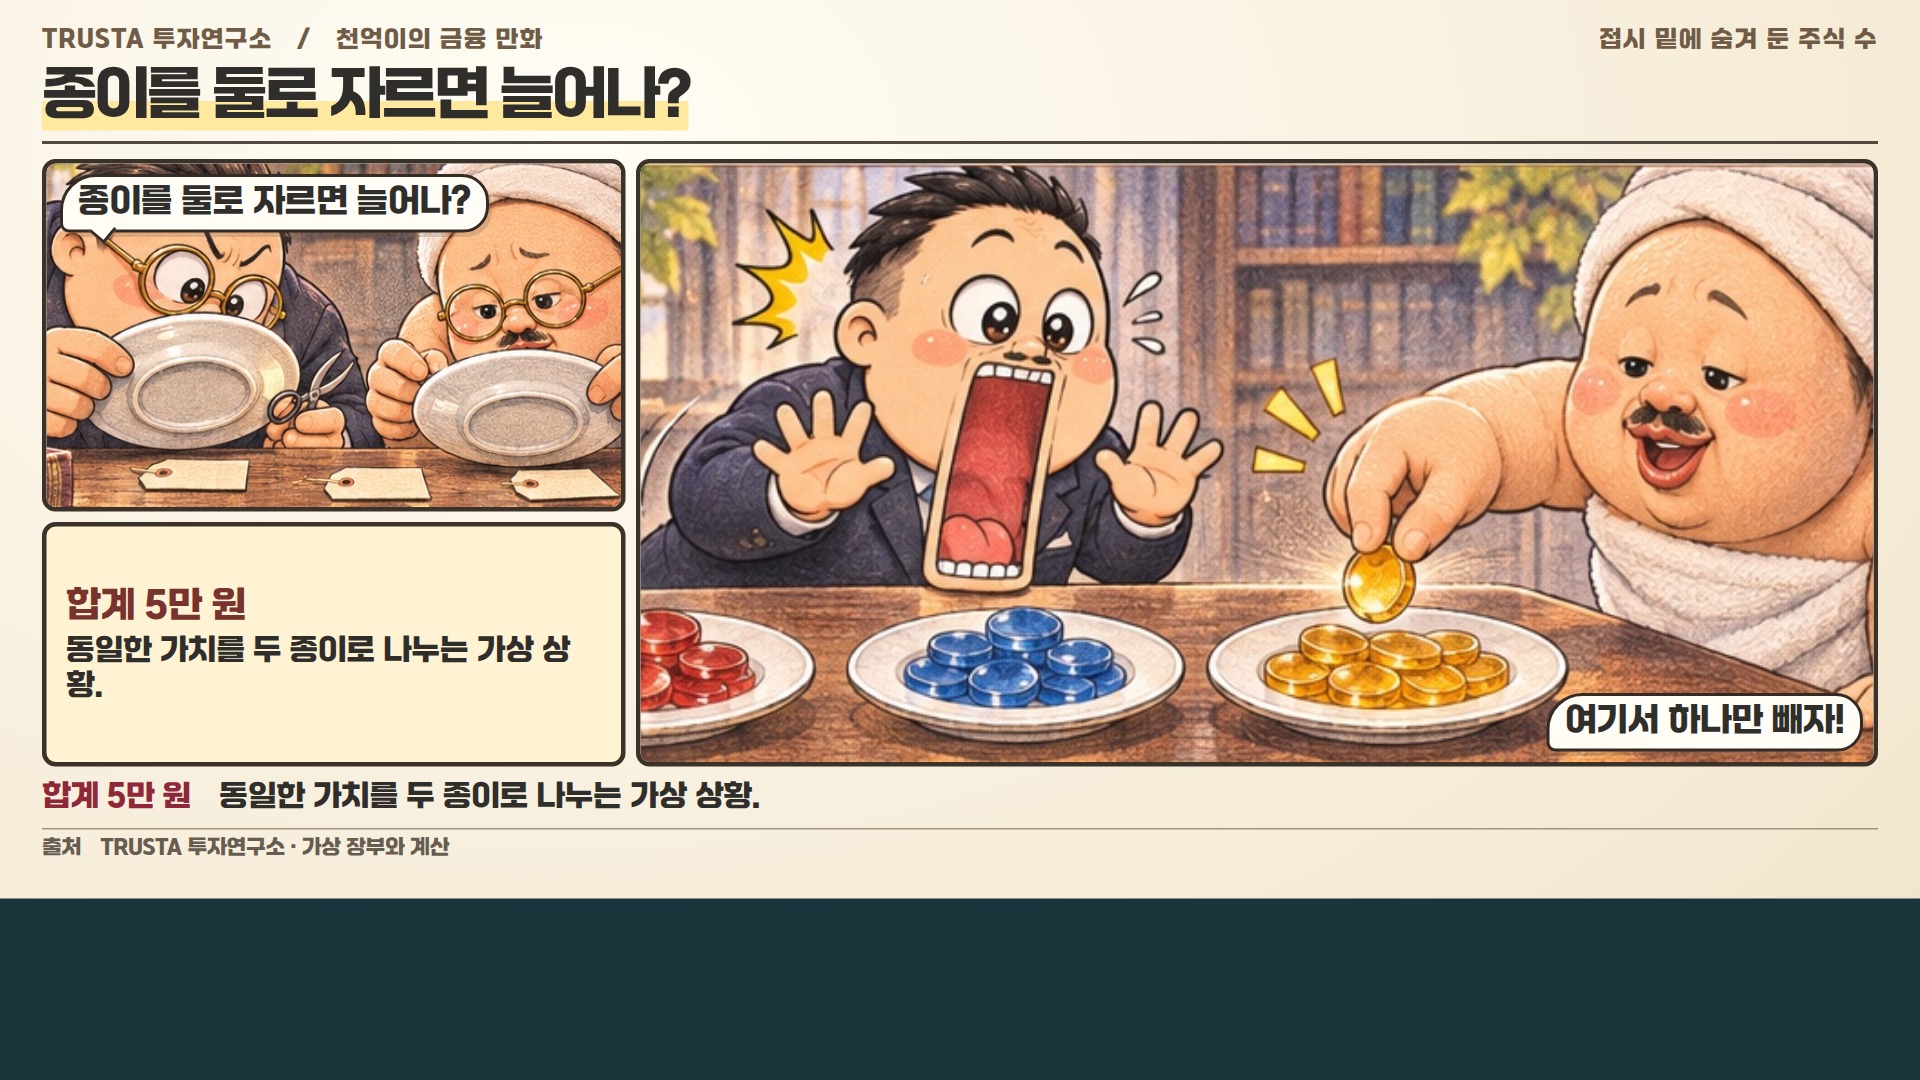 TRUSTA 투자연구소 / 천억이의 금융 만화
접시 밑에 숨겨 둔 주식 수
종이를 둘로 자르면 늘어나?
종이를 둘로 자르면 늘어나?
합계 5만 원
동일한 가치를 두 종이로 나누는 가상 상
황.
여기서 하나만 빼자!
합계 5만 원 동일한 가치를 두 종이로 나누는 가상 상황.
출처 TRUSTA 투자연구소 · 가상 장부와 계산